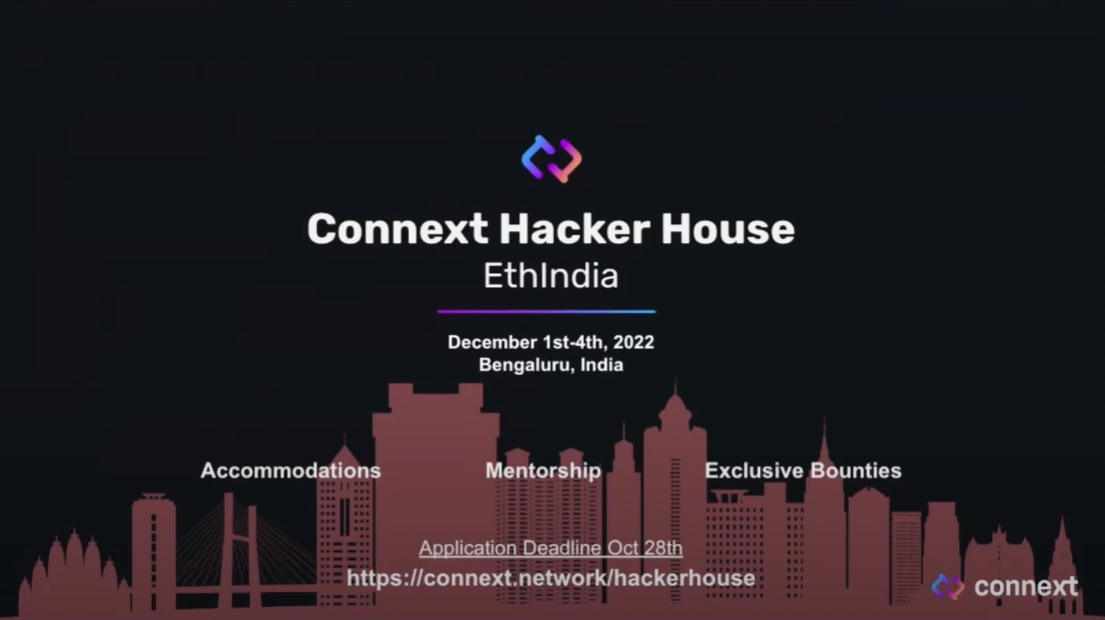 Connext Hacker House
EthIndia
December 1st-4th, 2022
Bengaluru, India
Accommodations Mentorship Exclusive Bounties
Application Deadline Oct 28th
https://connext.network/hackerhouse
connext